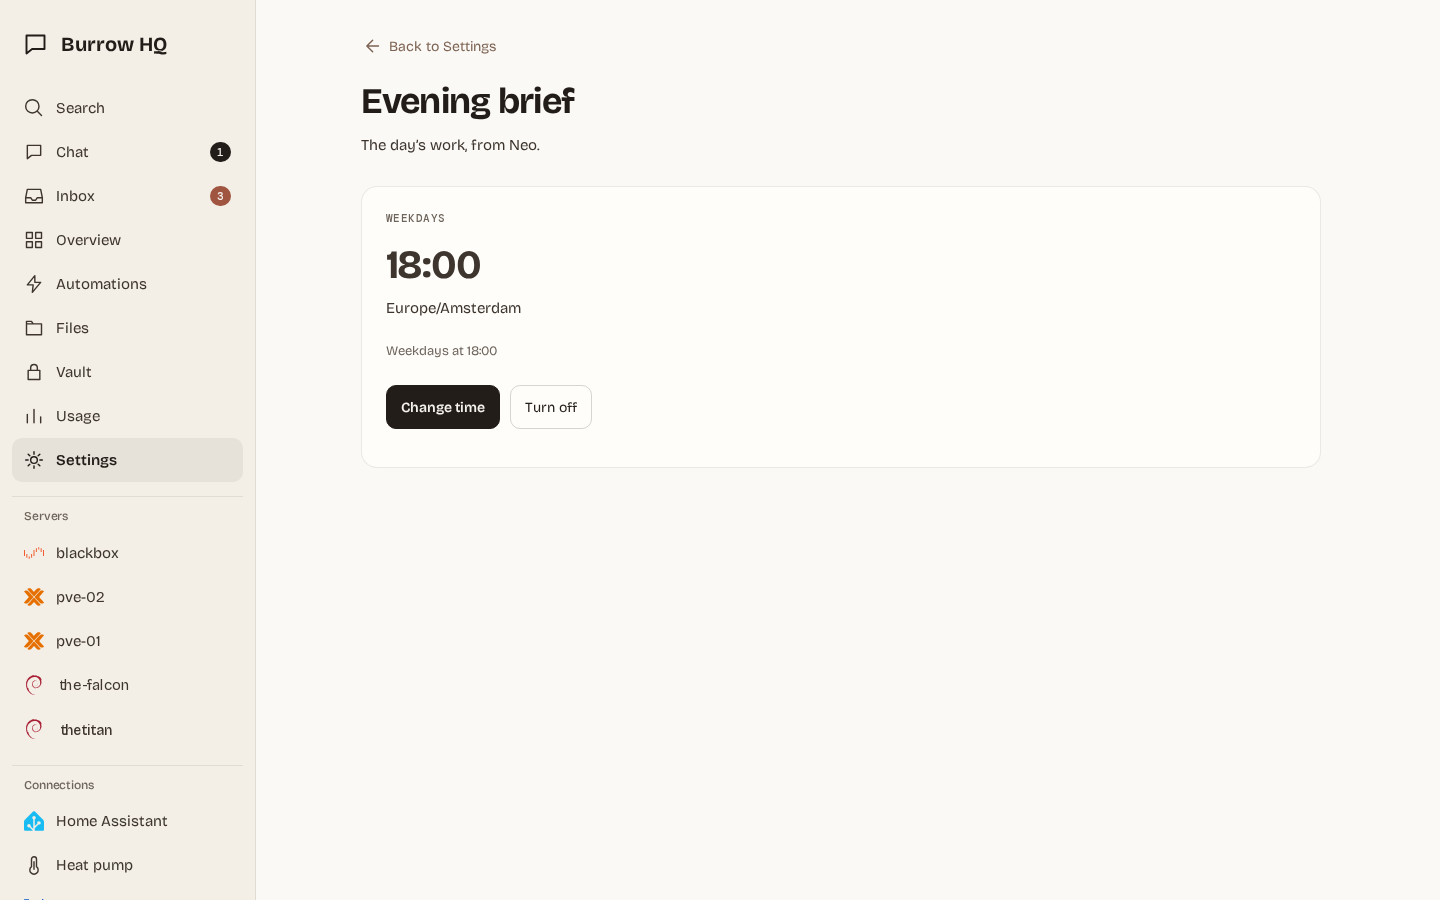 Burrow HQ
Search
Chat 1
Inbox 3
Overview
Automations
Files
Vault
Usage
Settings
Servers
blackbox
pve-02
pve-01
the-falcon
thetitan
Connections
Home Assistant
Heat pump
Back to Settings
Evening brief
The day's work, from Neo.
WEEKDAYS
18:00
Europe/Amsterdam
Weekdays at 18:00
Change time
Turn off